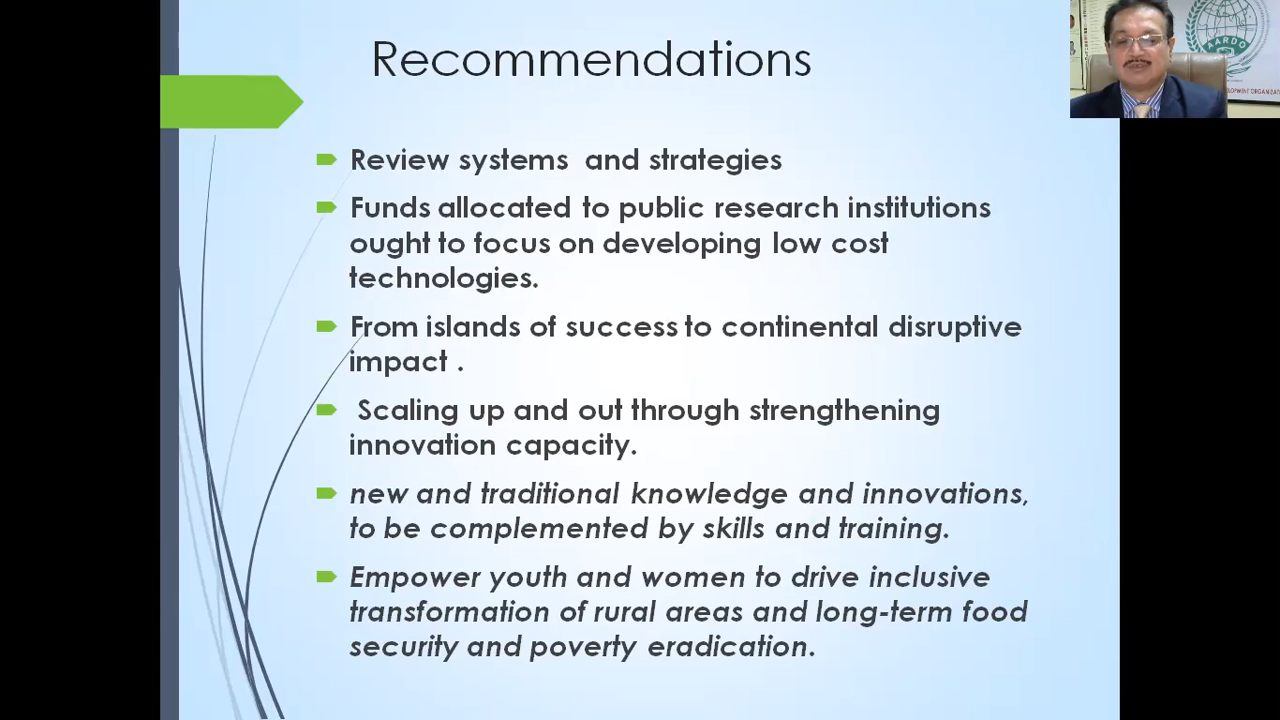 Recommendations
Review systems and strategies
Funds allocated to public research institutions
ought to focus on developing low cost
technologies.
From islands of success to continental disruptive
impact .
Scaling up and out through strengthening
innovation capacity.
new and traditional knowledge and innovations,
to be complemented by skills and training.
Empower youth and women to drive inclusive
transformation of rural areas and long-term food
security and poverty eradication.
AARDO
DEVELOPMENT ORGANIZAT